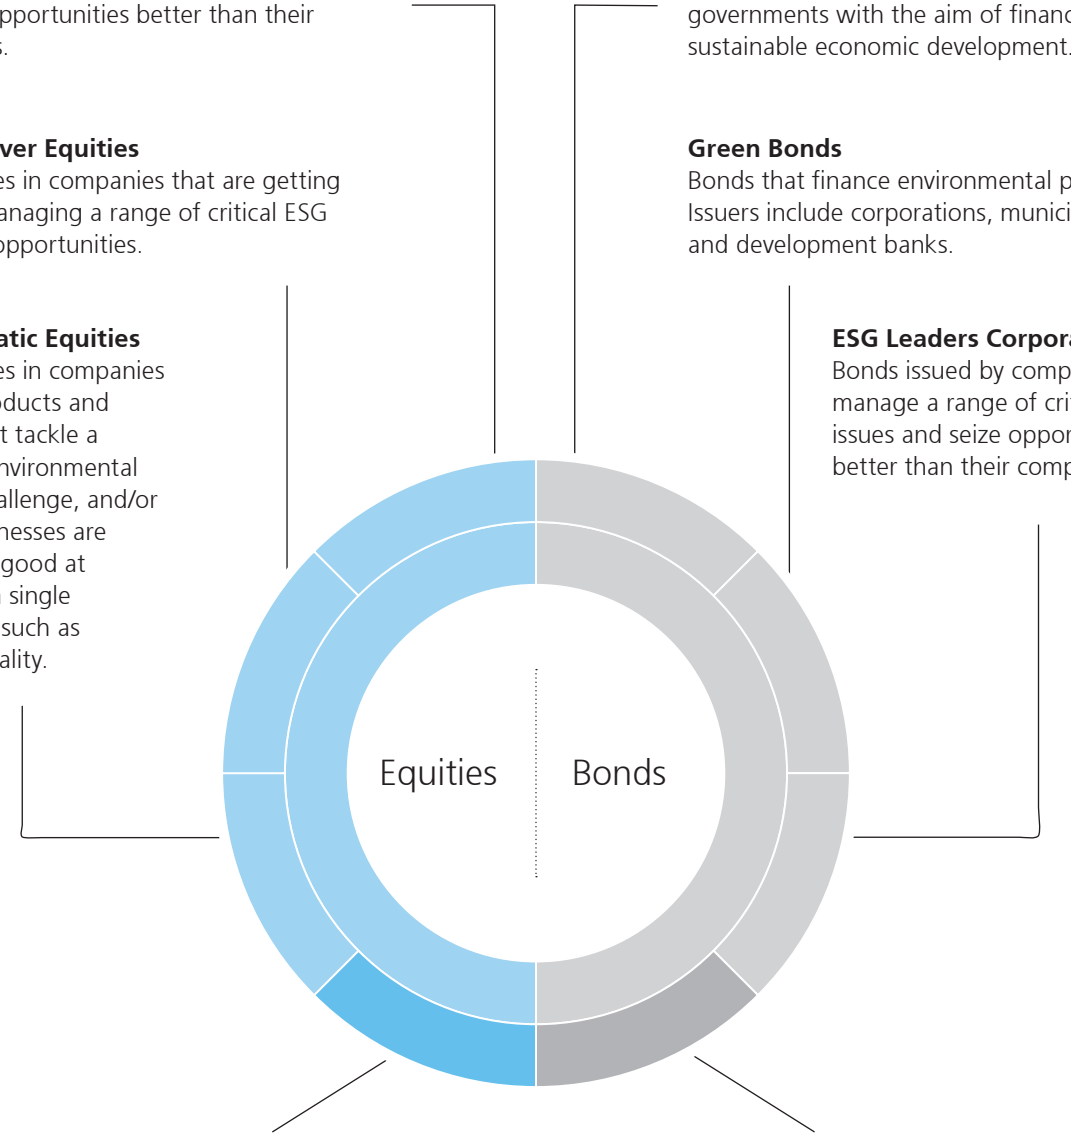 pportunities better than their
s.
ver Equities
es in companies that are getting
anaging a range of critical ESG
opportunities.
atic Equities
es in companies
oducts and
t tackle a
nvironmental
allenge, and/or
nesses are
good at
single
such as
ality.
governments with the aim of financ
sustainable economic development.
Green Bonds
Bonds that finance environmental p
Issuers include corporations, munici
and development banks.
ESG Leaders Corpora
Bonds issued by comp
manage a range of crit
issues and seize oppor
better than their comp
Equities
Bonds